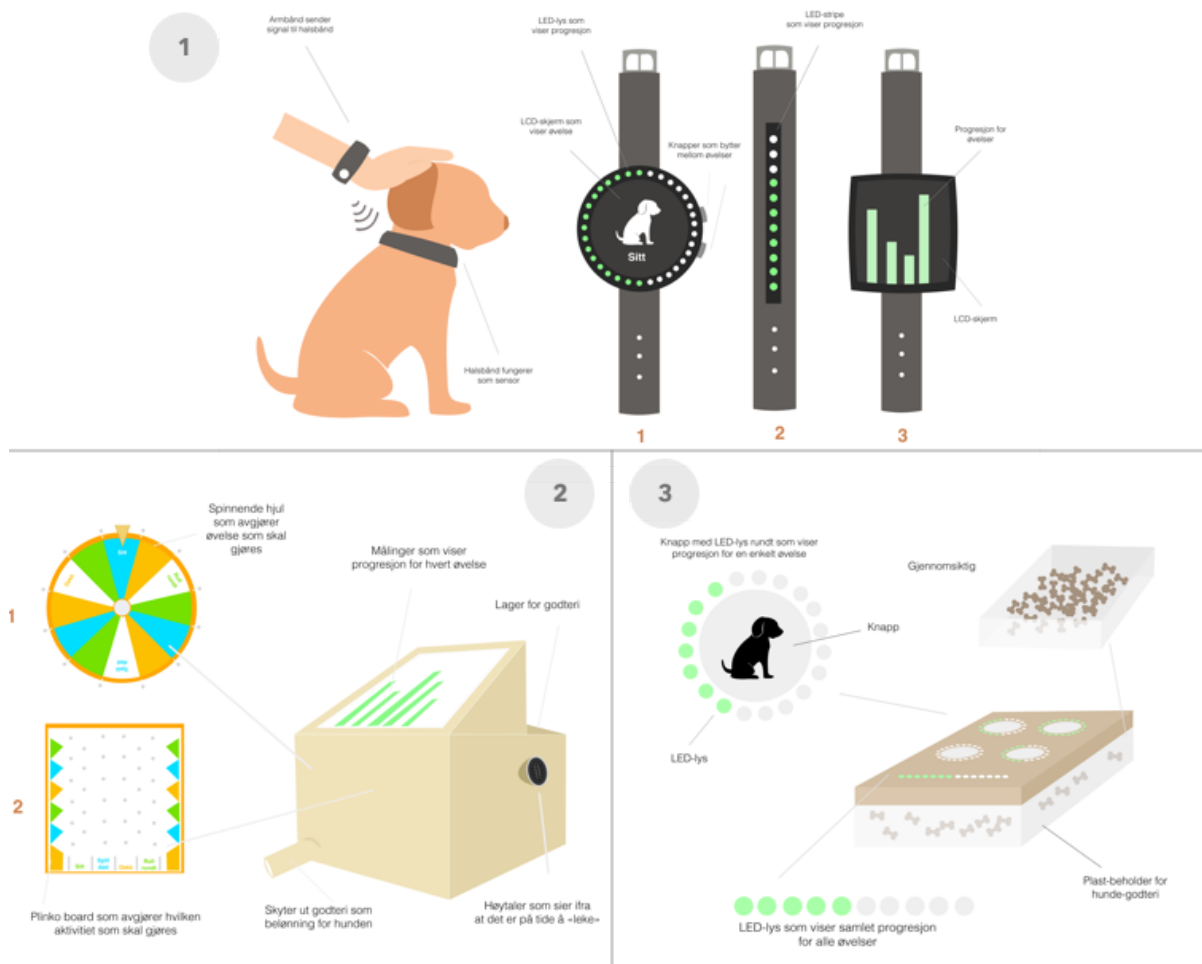 1
Armbånd sender
signal til halsbånd
LED-lys som
viser progresjon
LED-stripe
som viser progresjon
LCD-skjerm som
viser øvelse
Knapper som bytter
mellom øvelser
Progresjon for
øvelser
Sitt
LCD-skjerm
Halsbånd fungerer
som sensor
1
2
3
2
Spinnende hjul
som avgjører
øvelse som skal
gjøres
Målinger som viser
progresjon for hvert øvelse
Lager for godteri
1
Sitt
2
Sitt
Plinko board som avgjører hvilken
aktivitiet som skal gjøres
Skyter ut godteri som
belønning for hunden
Høytaler som sier ifra
at det er på tide å «leke»
3
Knapp med LED-lys rundt som viser
progresjon for en enkelt øvelse
Gjennomsiktig
Knapp
LED-lys
Plast-beholder for
hunde-godteri
LED-lys som viser samlet progresjon
for alle øvelser